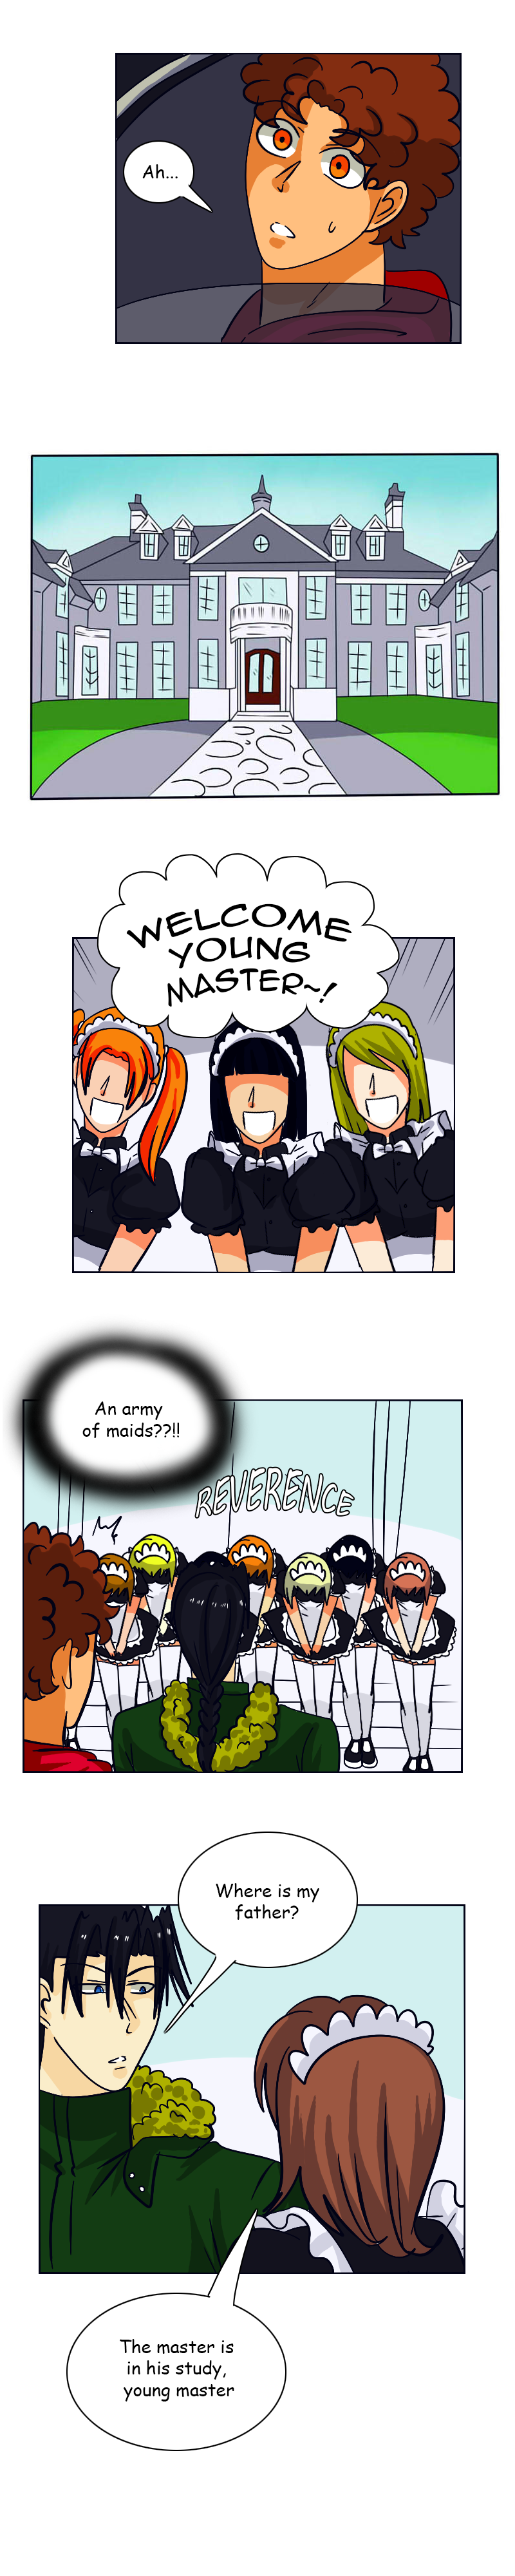 Ah...
WELCOME
YOUNG
MASTER~!
An army
of maids??!!
REVERENCE
Where is my
father?
The master is
in his study,
young master